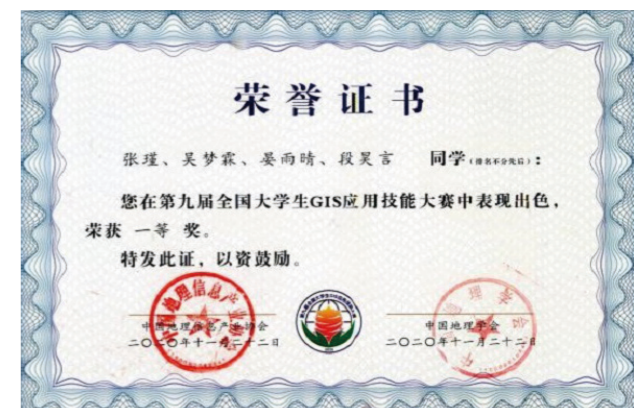 荣誉证书
张瑾、吴梦霖、晏雨晴、段昊言 同学(排名不分先后)：
您在第九届全国大学生GIS应用技能大赛中表现出色，
荣获 一等 奖。
特发此证，以资鼓励。
中国地理信息产业协会 中国地理学会
二〇二〇年十一月二十二日 二〇二〇年十一月二十二日